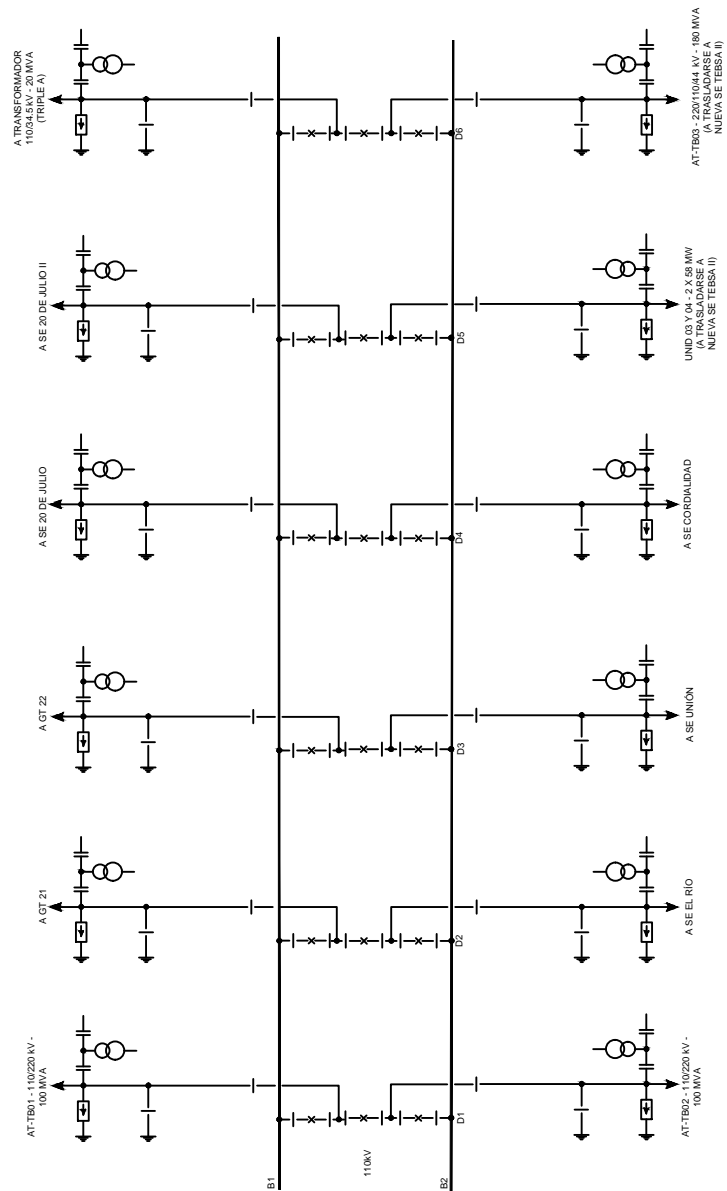 A TRANSFORMADOR
110/34.5 kV - 20 MVA
(TRIPLE A)
A SE 20 DE JULIO II
A SE 20 DE JULIO
A GT 22
A GT 21
AT-TB01 - 110/220 kV -
100 MVA
B1
110kV
B2
D6
D5
D4
D3
D2
D1
AT-TB03 - 220/110/44 kV - 180 MVA
(A TRASLADARSE A
NUEVA SE TEBSA II)
UNID 03 Y 04 - 2 X 58 MW
(A TRASLADARSE A
NUEVA SE TEBSA II)
A SE CORDIALIDAD
A SE UNIÓN
A SE EL RÍO
AT-TB02 - 110/220 kV -
100 MVA